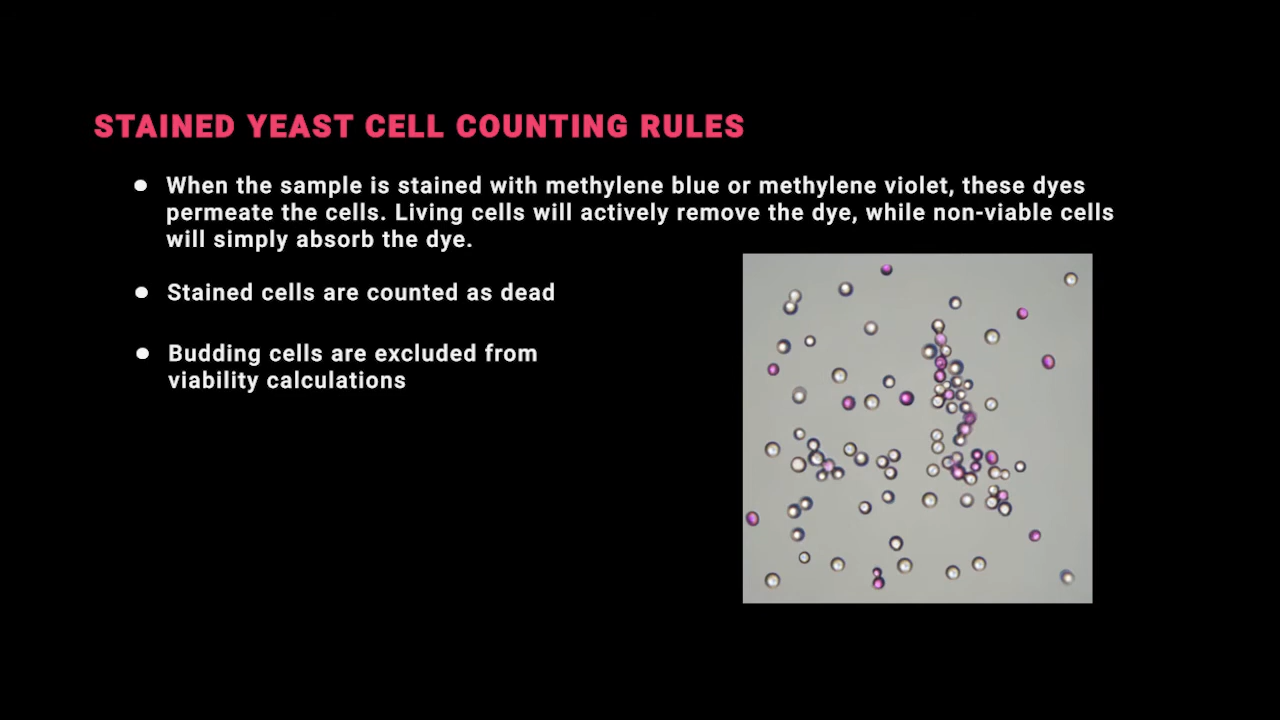 STAINED YEAST CELL COUNTING RULES
● When the sample is stained with methylene blue or methylene violet, these dyes
permeate the cells. Living cells will actively remove the dye, while non-viable cells
will simply absorb the dye.
● Stained cells are counted as dead
● Budding cells are excluded from
viability calculations